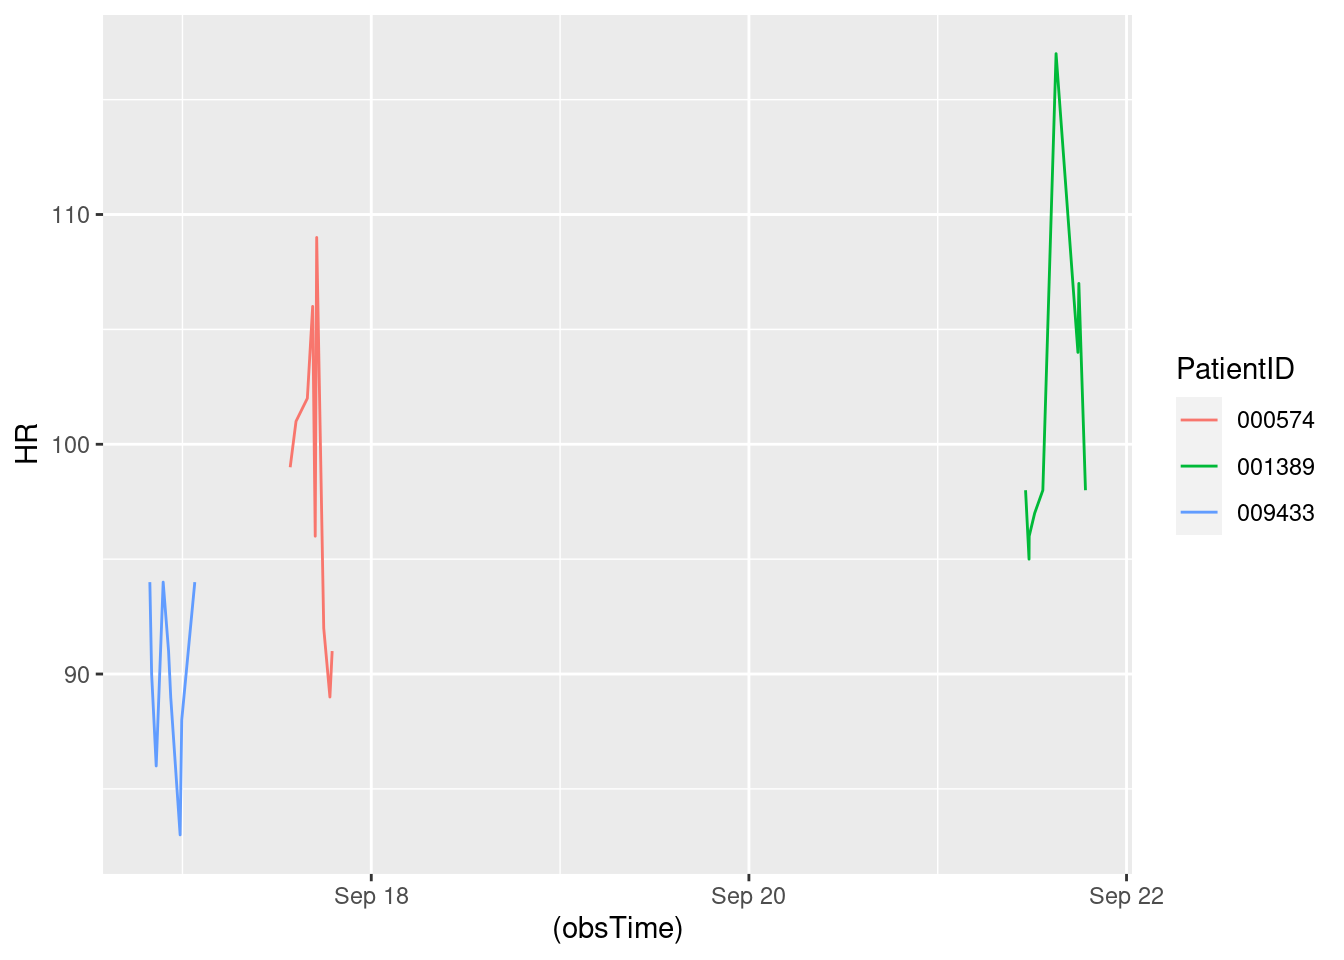 110
100
90
HR
Sep 18
Sep 20
Sep 22
(obsTime)
PatientID
000574
001389
009433